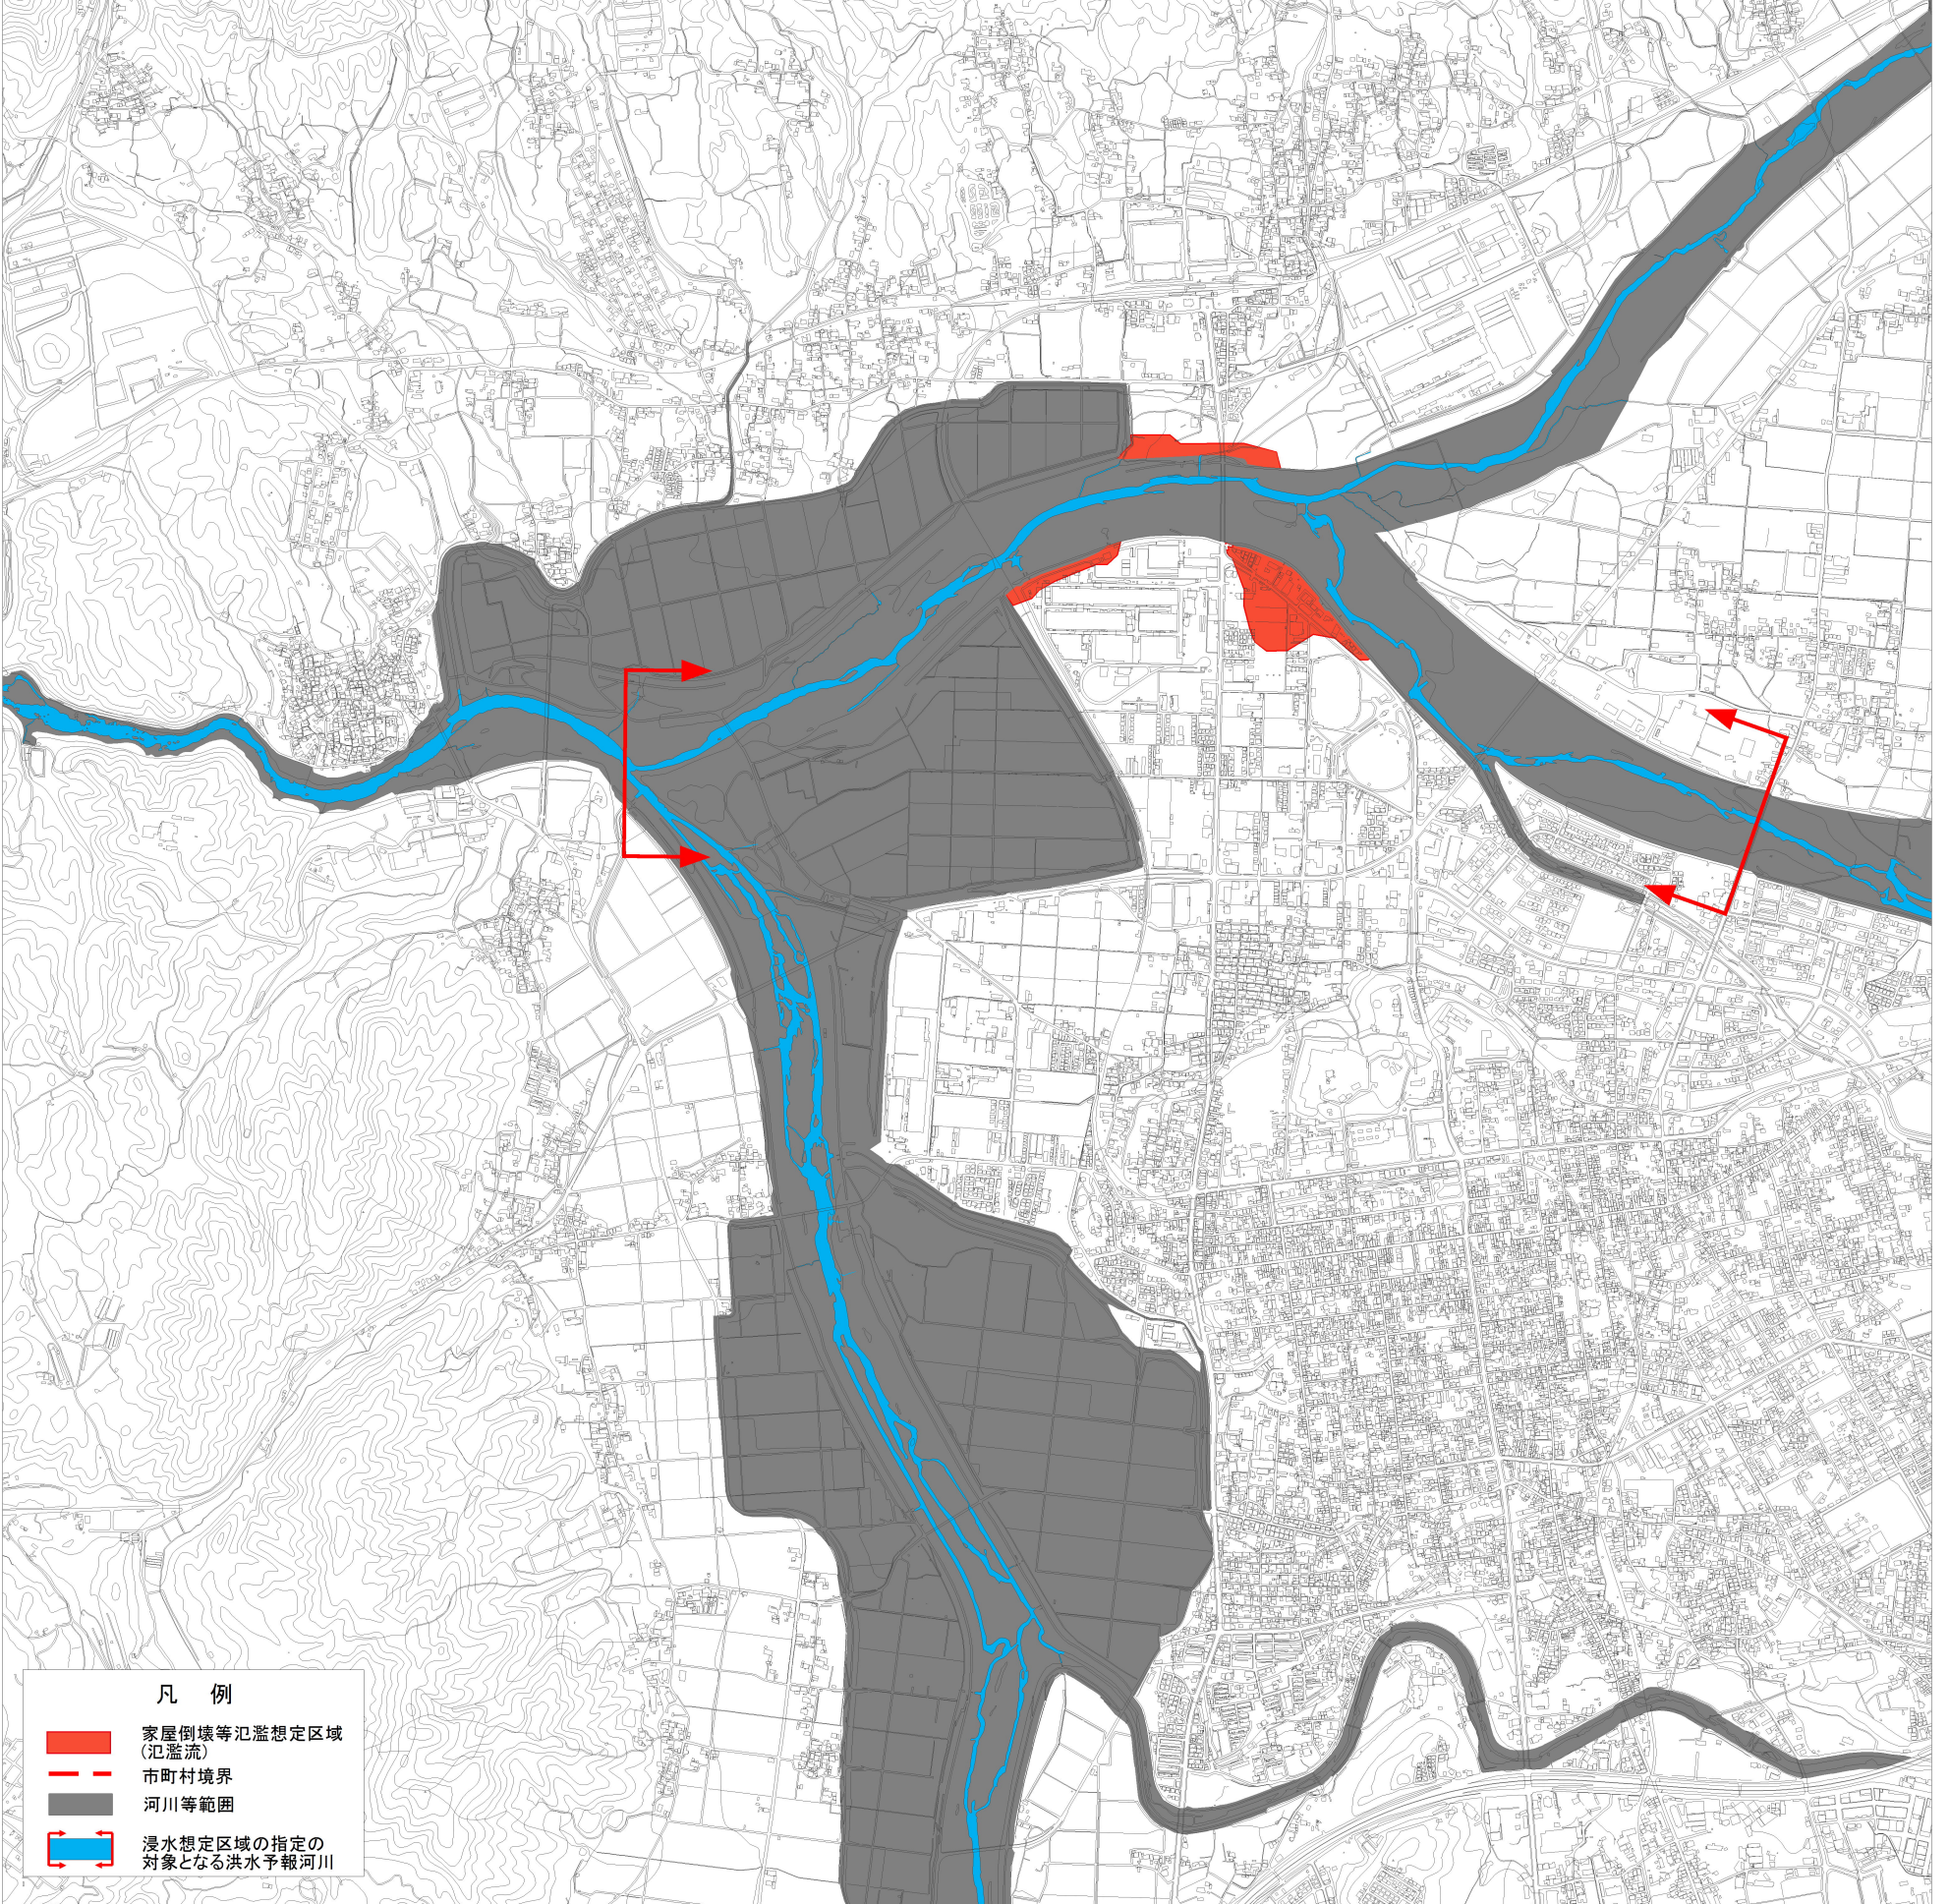 凡 例
家屋倒壊等氾濫想定区域
(氾濫流)
市町村境界
河川等範囲
浸水想定区域の指定の
対象となる洪水予報河川